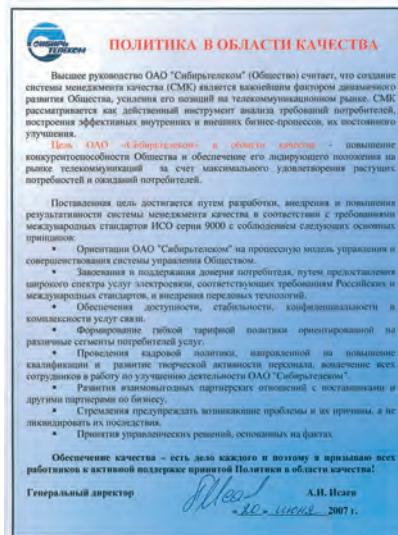 СИБИРЬ
ТЕЛЕКОМ
ПОЛИТИКА В ОБЛАСТИ КАЧЕСТВА
Высшее руководство ОАО "Сибирьтелеком" (Общество) считает, что создание
системы менеджмента качества (СМК) является важнейшим фактором динамичного
развития Общества, усиления его позиций на телекоммуникационном рынке. СМК
рассматривается как действенный инструмент анализа требований потребителей,
построения эффективных внутренних и внешних бизнес-процессов, их постоянного
улучшения.
Цель ОАО «Сибирьтелеком» в области качества - повышение
конкурентоспособности Общества и обеспечение его лидирующего положения на
рынке телекоммуникаций за счет максимального удовлетворения растущих
потребностей и ожиданий потребителей.
Поставленная цель достигается путем разработки, внедрения и повышения
результативности системы менеджмента качества в соответствии с требованиями
международных стандартов ИСО серии 9000 с соблюдением следующих основных
принципов:
• Ориентации ОАО "Сибирьтелеком" на процессную модель управления и
совершенствования системы управления Обществом.
• Завоевания и поддержания доверия потребителя, путем предоставления
широкого спектра услуг электросвязи, соответствующих требованиям Российских и
международных стандартов, и внедрения передовых технологий.
• Обеспечения доступности, стабильности, конфиденциальности и
комплексности услуг связи.
• Формирование гибкой тарифной политики ориентированной на
различные сегменты потребителей услуг.
• Проведения кадровой политики, направленной на повышение
квалификации и развитие творческой активности персонала, вовлечение всех
сотрудников в работу по улучшению деятельности ОАО "Сибирьтелеком".
• Развития взаимовыгодных партнерских отношений с поставщиками и
другими партнерами по бизнесу.
• Стремления предупреждать возникающие проблемы и их причины, а не
ликвидировать их последствия.
• Принятия управленческих решений, основанных на фактах
Обеспечение качества – есть дело каждого и поэтому я призываю всех
работников к активной поддержке принятой Политики в области качества!
Генеральный директор А.И. Исаев
«20» июня 2007 г.